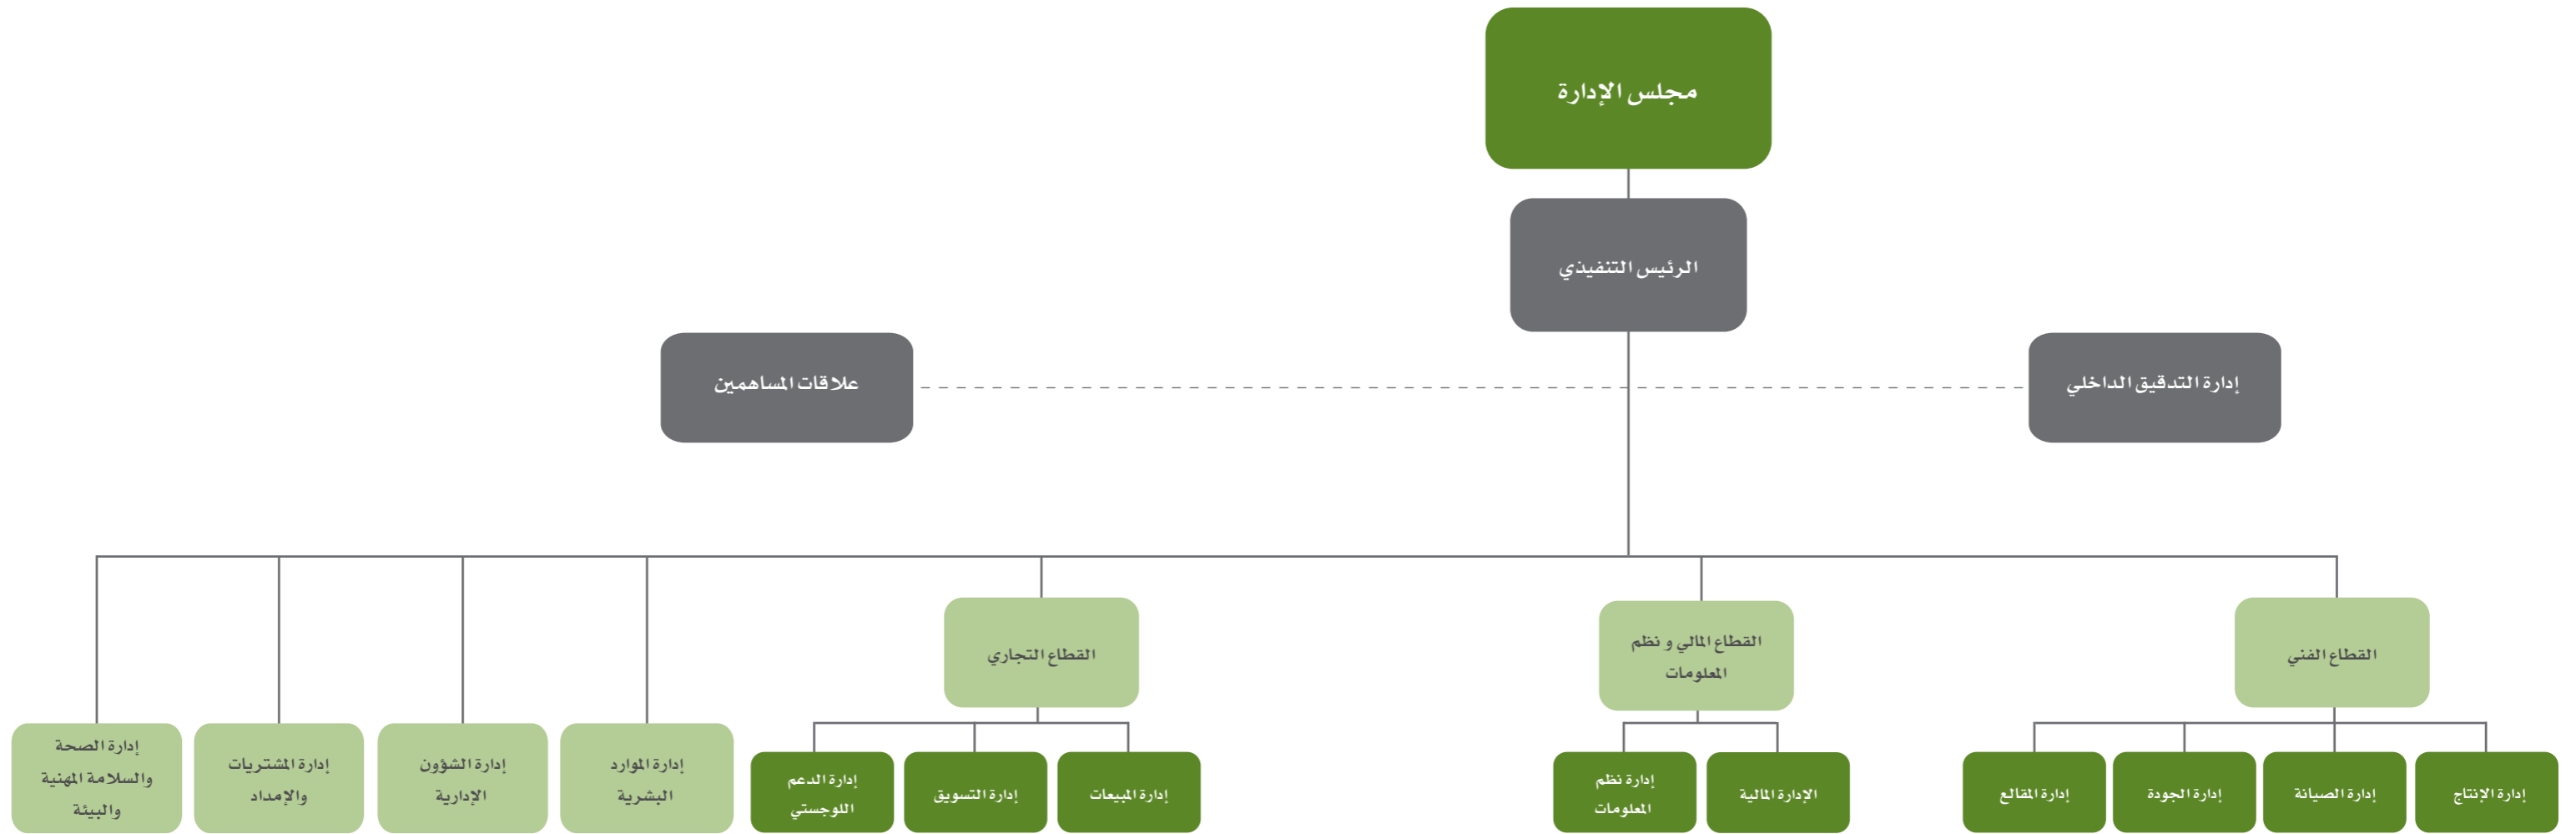 مجلس الإدارة
الرئيس التنفيذي
إدارة التدقيق الداخلي
علاقات المساهمين
القطاع الفني
القطاع المالي و نظم
المعلومات
القطاع التجاري
إدارة الإنتاج
إدارة الصيانة
إدارة الجودة
إدارة المقالع
الإدارة المالية
إدارة نظم
المعلومات
إدارة المبيعات
إدارة التسويق
إدارة الدعم
اللوجستي
إدارة الموارد
البشرية
إدارة الشؤون
الإدارية
إدارة المشتريات
والإمداد
إدارة الصحة
والسلامة المهنية
والبيئة